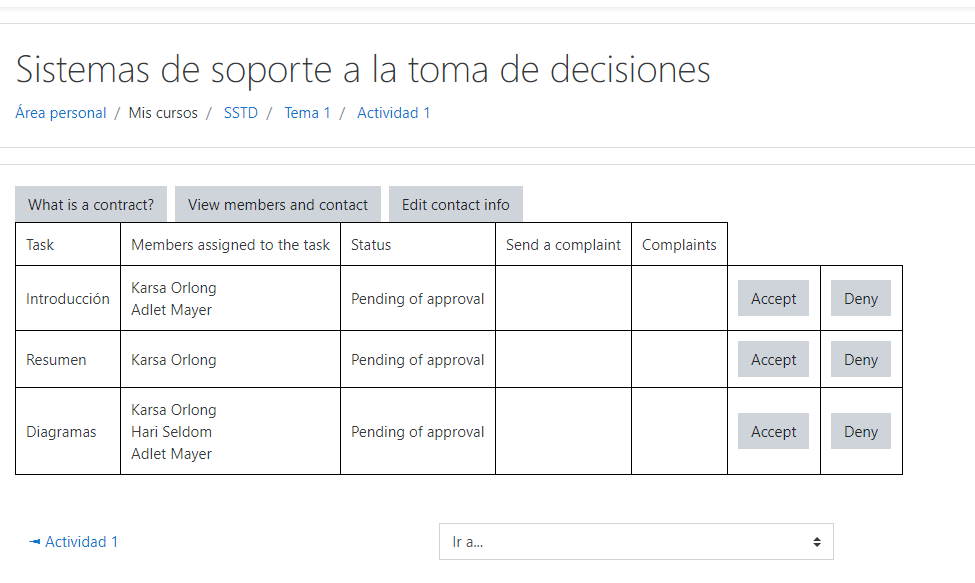 Sistemas de soporte a la toma de decisiones
Área personal / Mis cursos / SSTD / Tema 1 / Actividad 1
What is a contract? View members and contact Edit contact info
Task Members assigned to the task Status Send a complaint Complaints
Introducción Karsa Orlong Pending of approval Accept Deny
Adlet Mayer
Resumen Karsa Orlong Pending of approval Accept Deny
Karsa Orlong
Diagramas Hari Seldom Pending of approval Accept Deny
Adlet Mayer
◄ Actividad 1 Ir a...